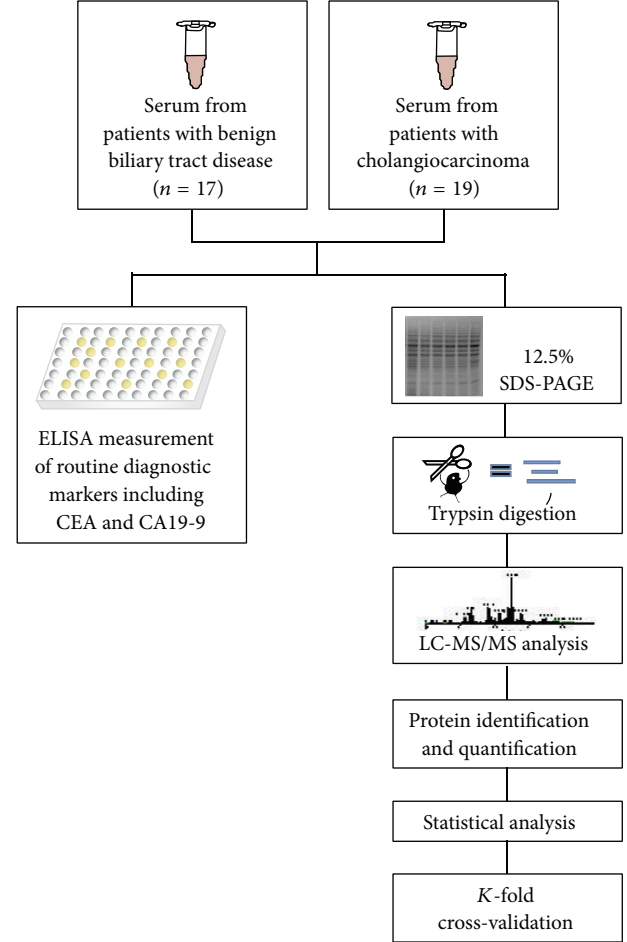 Serum from
patients with benign
biliary tract disease
(n = 17)
Serum from
patients with
cholangiocarcinoma
(n = 19)
ELISA measurement
of routine diagnostic
markers including
CEA and CA19-9
12.5%
SDS-PAGE
Trypsin digestion
LC-MS/MS analysis
Protein identification
and quantification
Statistical analysis
K-fold
cross-validation